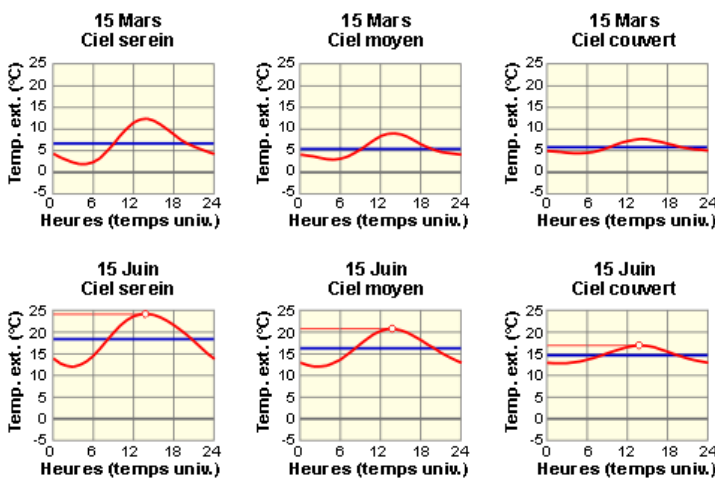 15 Mars
Ciel serein
Temp. ext. (°C)
25
20
15
10
5
0
-5
0 6 12 18 24
Heures (temps univ.)
15 Mars
Ciel moyen
Temp. ext. (°C)
25
20
15
10
5
0
-5
0 6 12 18 24
Heures (temps univ.)
15 Mars
Ciel couvert
Temp. ext. (°C)
25
20
15
10
5
0
-5
0 6 12 18 24
Heures (temps univ.)
15 Juin
Ciel serein
Temp. ext. (°C)
25
20
15
10
5
0
-5
0 6 12 18 24
Heures (temps univ.)
15 Juin
Ciel moyen
Temp. ext. (°C)
25
20
15
10
5
0
-5
0 6 12 18 24
Heures (temps univ.)
15 Juin
Ciel couvert
Temp. ext. (°C)
25
20
15
10
5
0
-5
0 6 12 18 24
Heures (temps univ.)